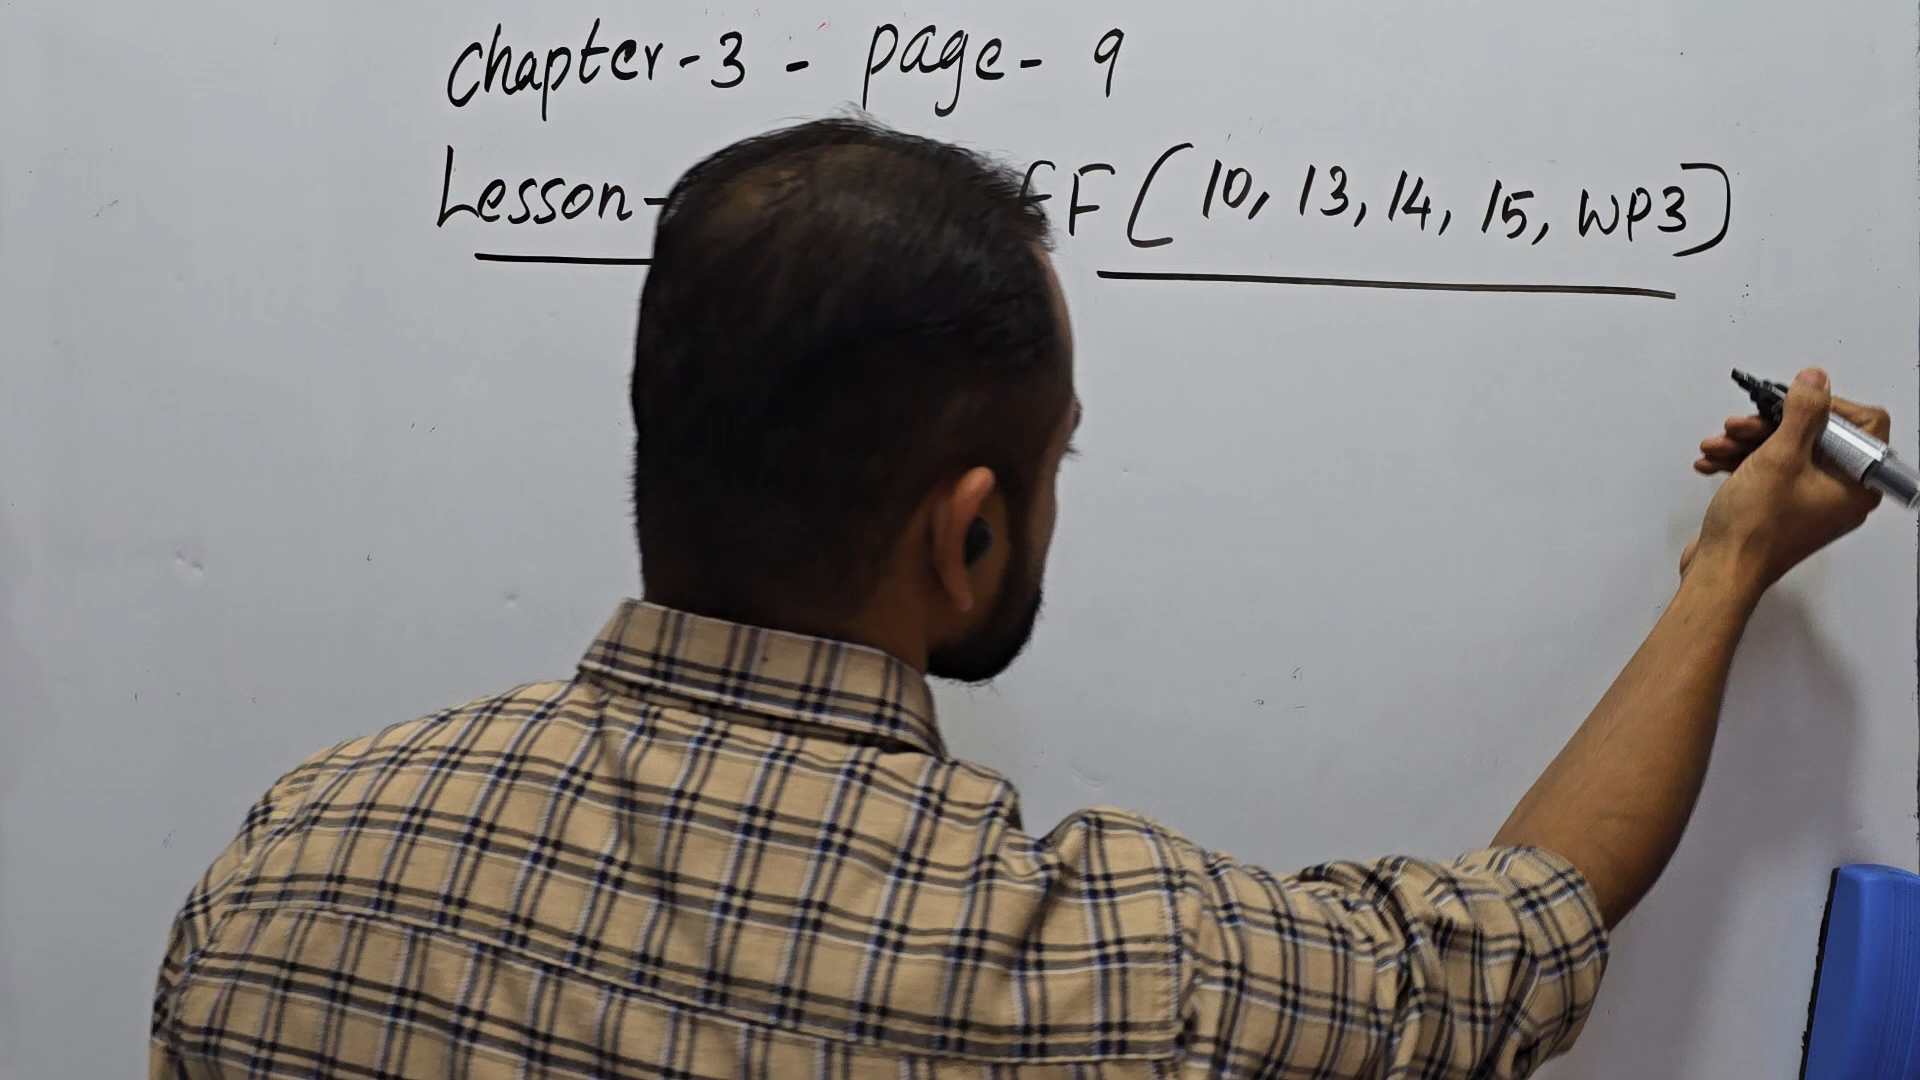 Chapter-3 - page- 9
Lesson- F (10, 13, 14, 15, WP3)